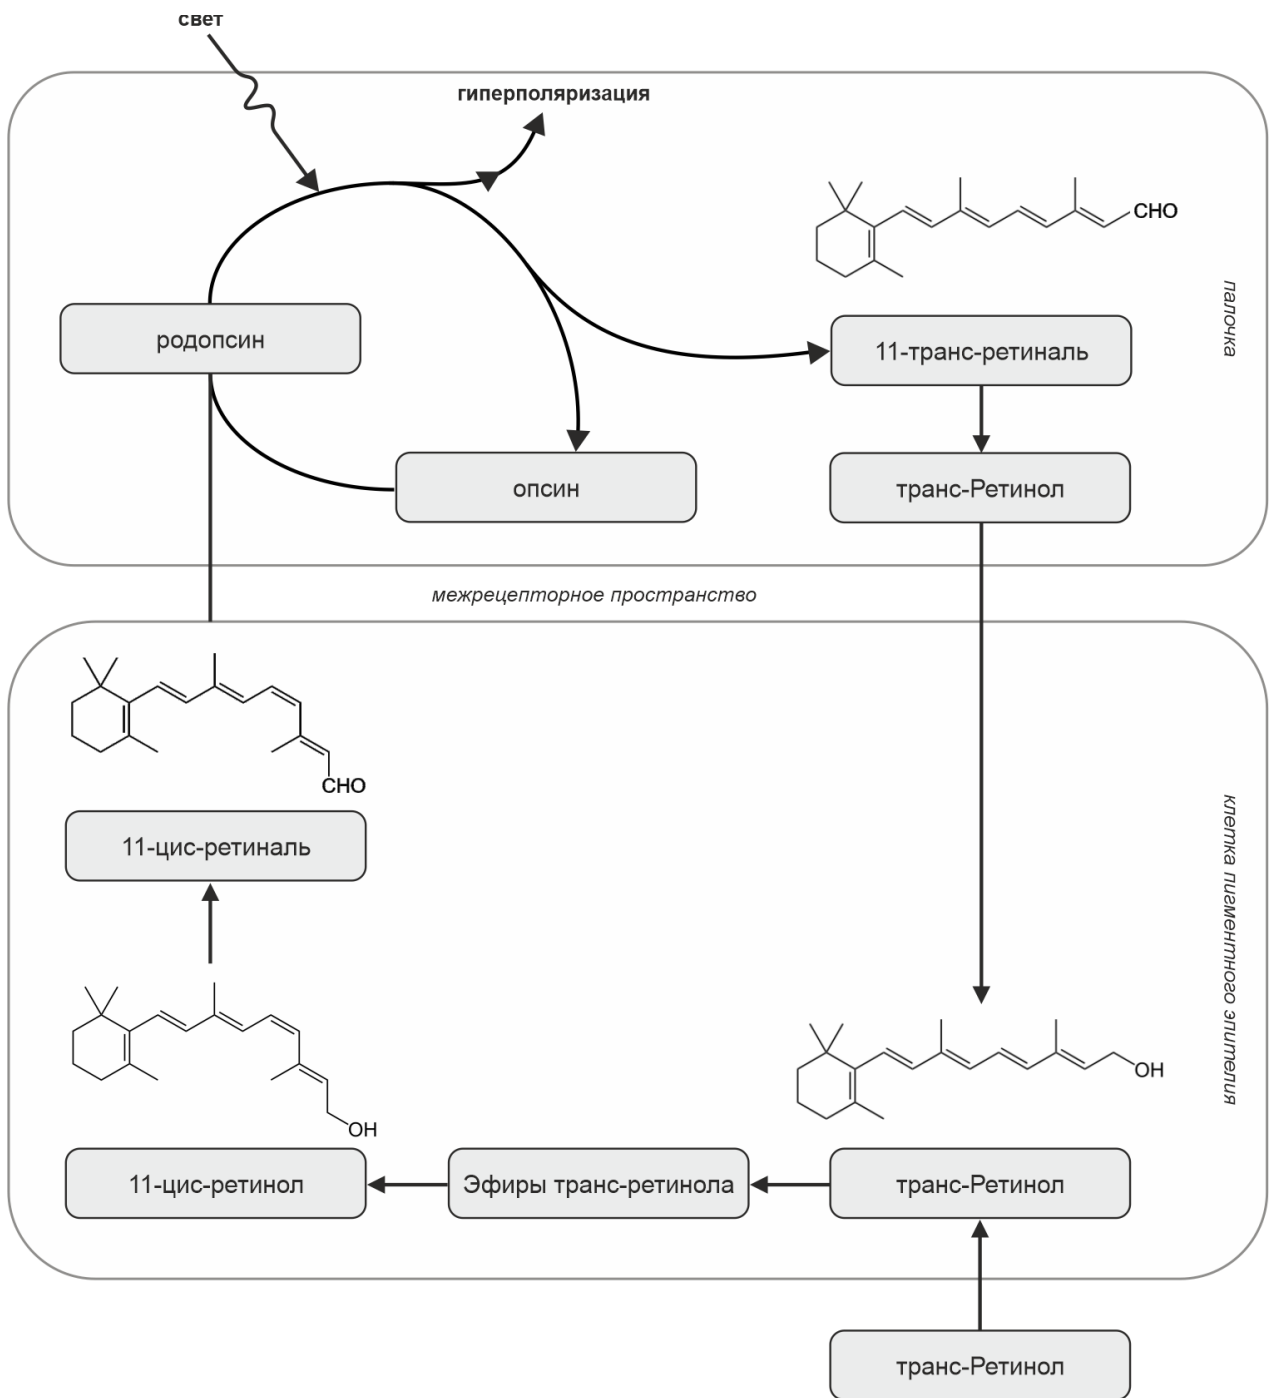 свет
гиперполяризация
CHO
палочка
родопсин
11-транс-ретиналь
опсин
транс-Ретинол
межрецепторное пространство
CHO
11-цис-ретиналь
клетка пигментного эпителия
OH
OH
11-цис-ретинол
Эфиры транс-ретинола
транс-Ретинол
транс-Ретинол